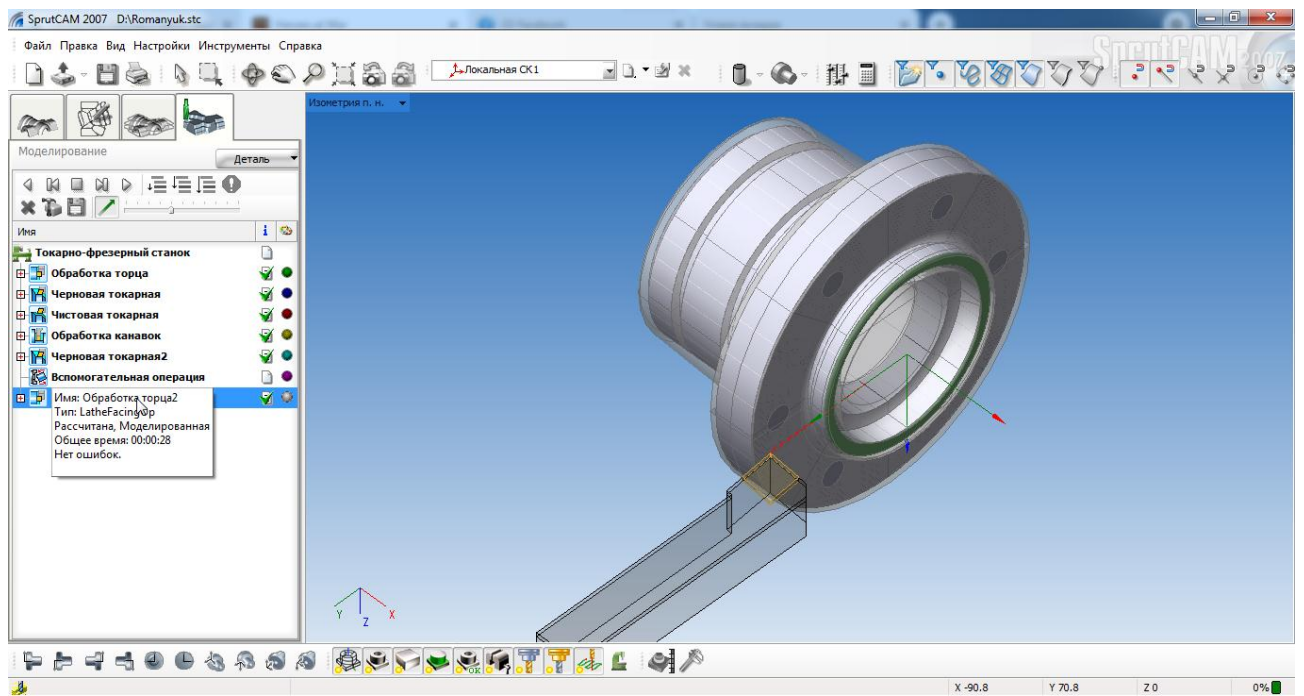 SprutCAM 2007 D:\Romanyuk.stc
Файл Правка Вид Настройки Инструменты Справка
SprutCAM 2007
Локальная СК1
Изометрия п. н.
Моделирование
Деталь
Имя
Токарно-фрезерный станок
Обработка торца
Черновая токарная
Чистовая токарная
Обработка канавок
Черновая токарная2
Вспомогательная операция
Имя: Обработка торца2
Тип: LatheFacingOp
Рассчитана, Моделированная
Общее время: 00:00:28
Нет ошибок.
Y Z X
X -90.8 Y 70.8 Z 0 0%